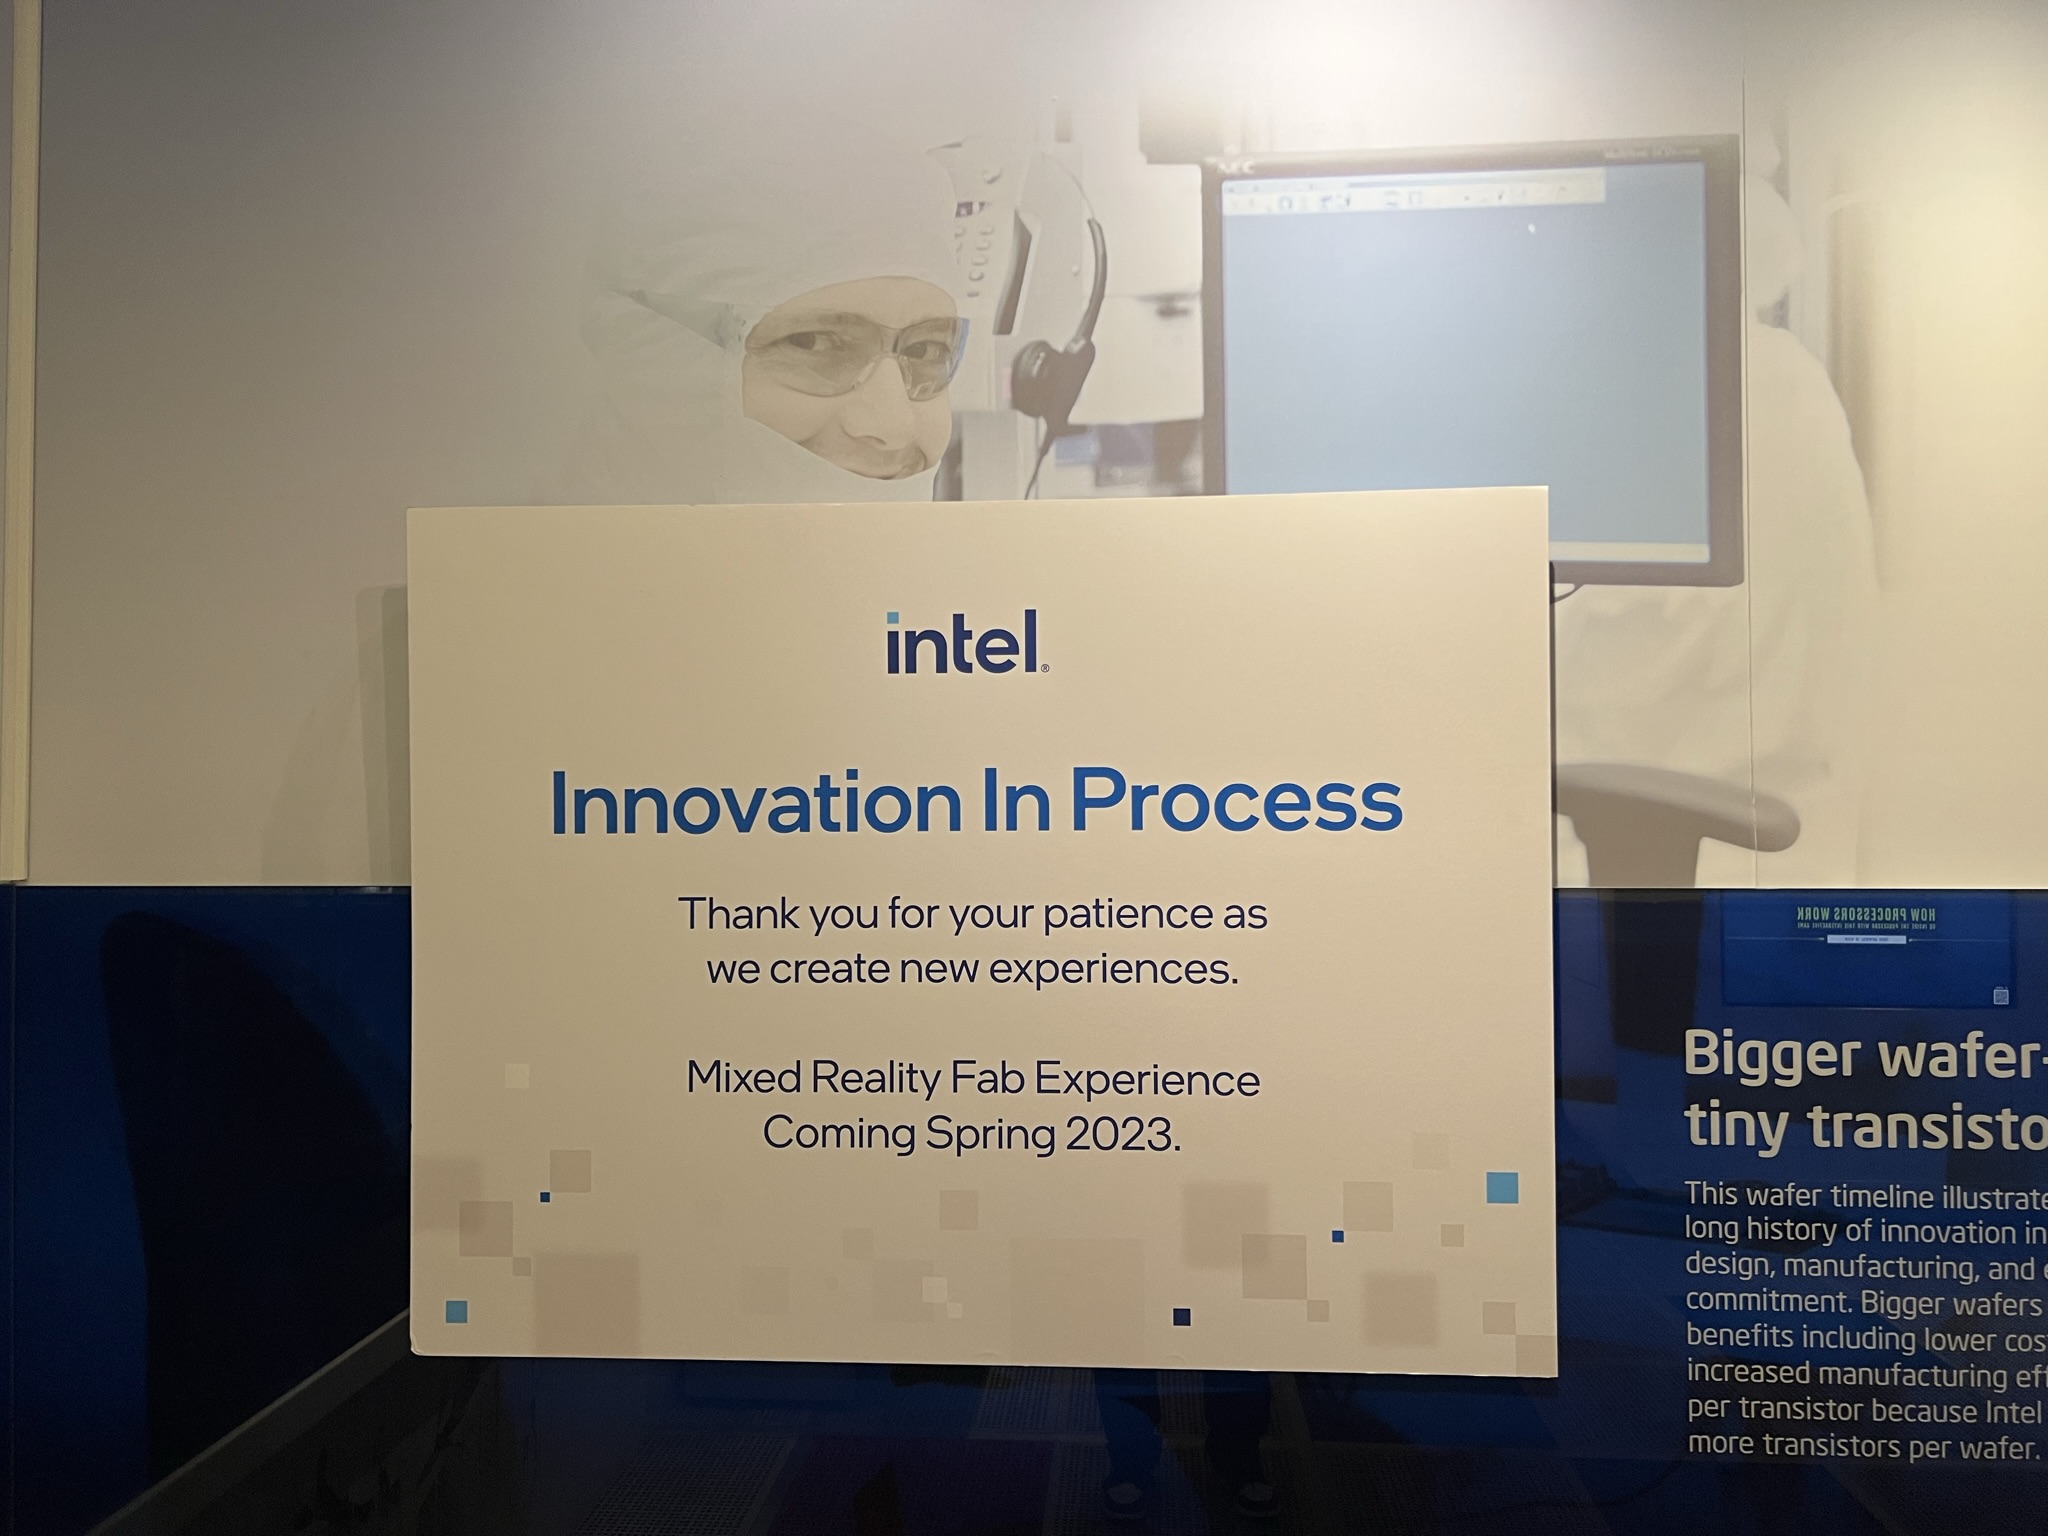 NEC
intel®
Innovation In Process
Thank you for your patience as
we create new experiences.
Mixed Reality Fab Experience
Coming Spring 2023.
HOW PROCESSORS WORK
Bigger wafer-
tiny transisto
This wafer timeline illustrate
long history of innovation in
design, manufacturing, and e
commitment. Bigger wafers
benefits including lower cos
increased manufacturing eff
per transistor because Intel
more transistors per wafer.